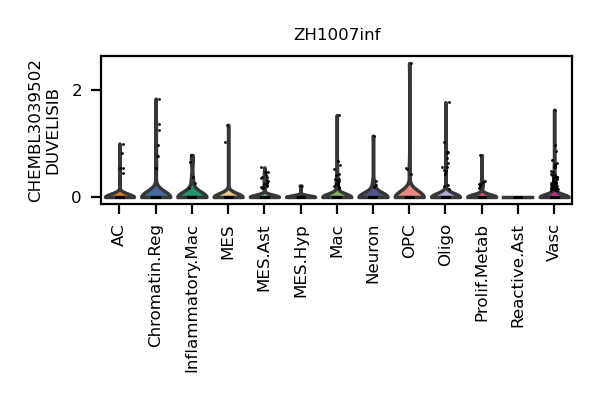 ZH1007inf
CHEMBL3039502
DUVELISIB
2
0
AC
Chromatin.Reg
Inflammatory.Mac
MES
MES.Ast
MES.Hyp
Mac
Neuron
OPC
Oligo
Prolif.Metab
Reactive.Ast
Vasc